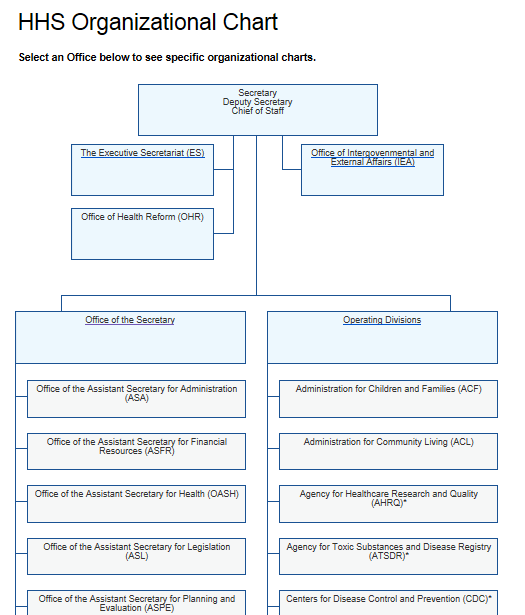 HHS Organizational Chart
Select an Office below to see specific organizational charts.
Secretary
Deputy Secretary
Chief of Staff
The Executive Secretariat (ES)
Office of Intergovenmental and
External Affairs (IEA)
Office of Health Reform (OHR)
Office of the Secretary
Operating Divisions
Office of the Assistant Secretary for Administration
(ASA)
Administration for Children and Families (ACF)
Office of the Assistant Secretary for Financial
Resources (ASFR)
Administration for Community Living (ACL)
Office of the Assistant Secretary for Health (OASH)
Agency for Healthcare Research and Quality
(AHRQ)*
Office of the Assistant Secretary for Legislation
(ASL)
Agency for Toxic Substances and Disease Registry
(ATSDR)*
Office of the Assistant Secretary for Planning and
Evaluation (ASPE)
Centers for Disease Control and Prevention (CDC)*